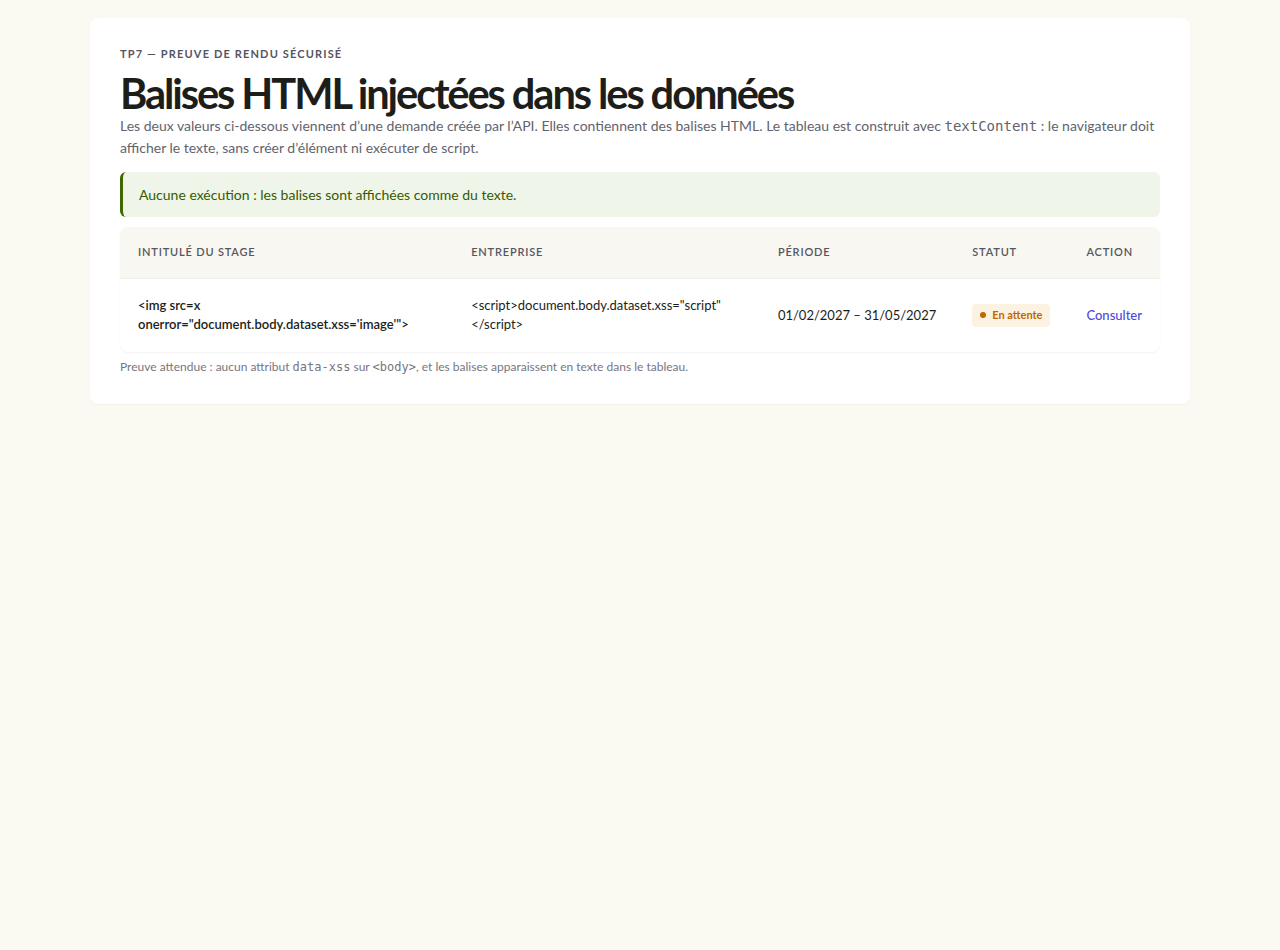 TP7 — PREUVE DE RENDU SÉCURISÉ
Balises HTML injectées dans les données
Les deux valeurs ci-dessous viennent d'une demande créée par l'API. Elles contiennent des balises HTML. Le tableau est construit avec textContent : le navigateur doit
afficher le texte, sans créer d'élément ni exécuter de script.
Aucune exécution : les balises sont affichées comme du texte.
INTITULÉ DU STAGE ENTREPRISE PÉRIODE STATUT ACTION
<img src=x
onerror="document.body.dataset.xss='image'">
<script>document.body.dataset.xss="script"
</script>
01/02/2027 – 31/05/2027
En attente
Consulter
Preuve attendue : aucun attribut data-xss sur <body>, et les balises apparaissent en texte dans le tableau.